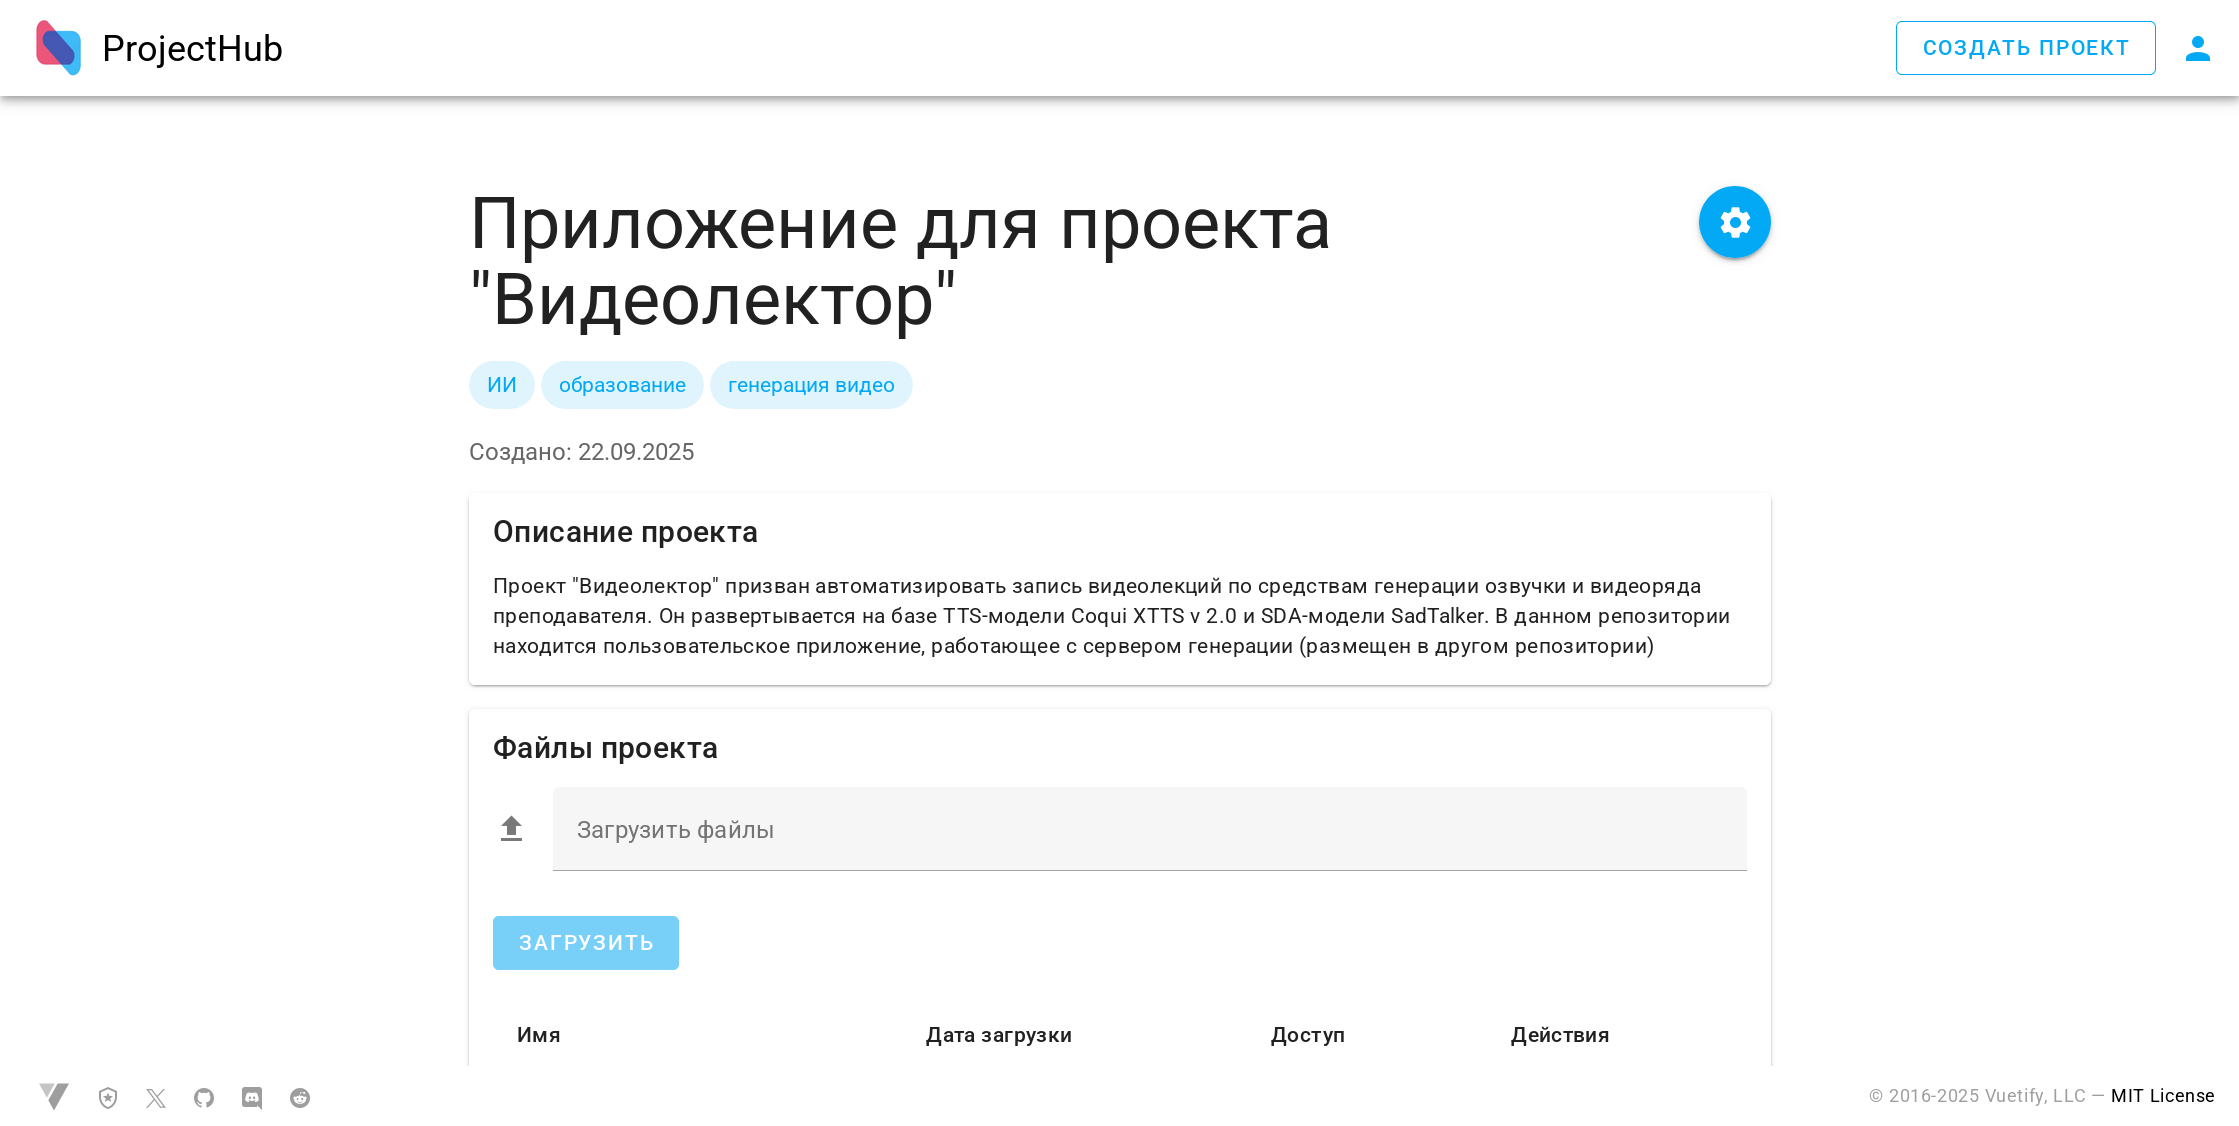 ProjectHub
СОЗДАТЬ ПРОЕКТ
Приложение для проекта
"Видеолектор"
ИИ образование генерация видео
Создано: 22.09.2025
Описание проекта
Проект "Видеолектор" призван автоматизировать запись видеолекций по средствам генерации озвучки и видеоряда
преподавателя. Он развертывается на базе TTS-модели Coqui XTTS v 2.0 и SDA-модели SadTalker. В данном репозитории
находится пользовательское приложение, работающее с сервером генерации (размещен в другом репозитории)
Файлы проекта
Загрузить файлы
ЗАГРУЗИТЬ
Имя Дата загрузки Доступ Действия
© 2016-2025 Vuetify, LLC — MIT License